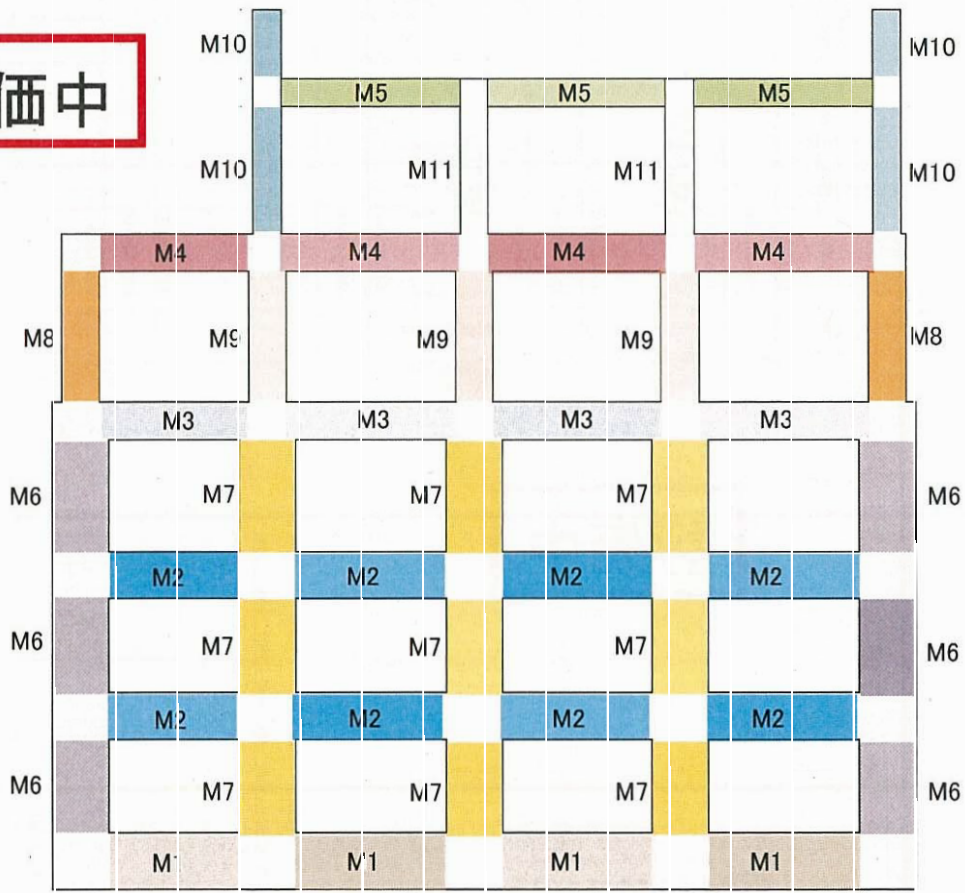 M10 M10
価中
M5 M5 M5
M10 M11 M11 M10
M4 M4 M4 M4
M8 M9 M9 M9 M8
M3 M3 M3 M3
M6 M7 M7 M7 M6
M2 M2 M2 M2
M6 M7 M7 M7 M6
M2 M2 M2 M2
M6 M7 M7 M7 M6
M1 M1 M1 M1